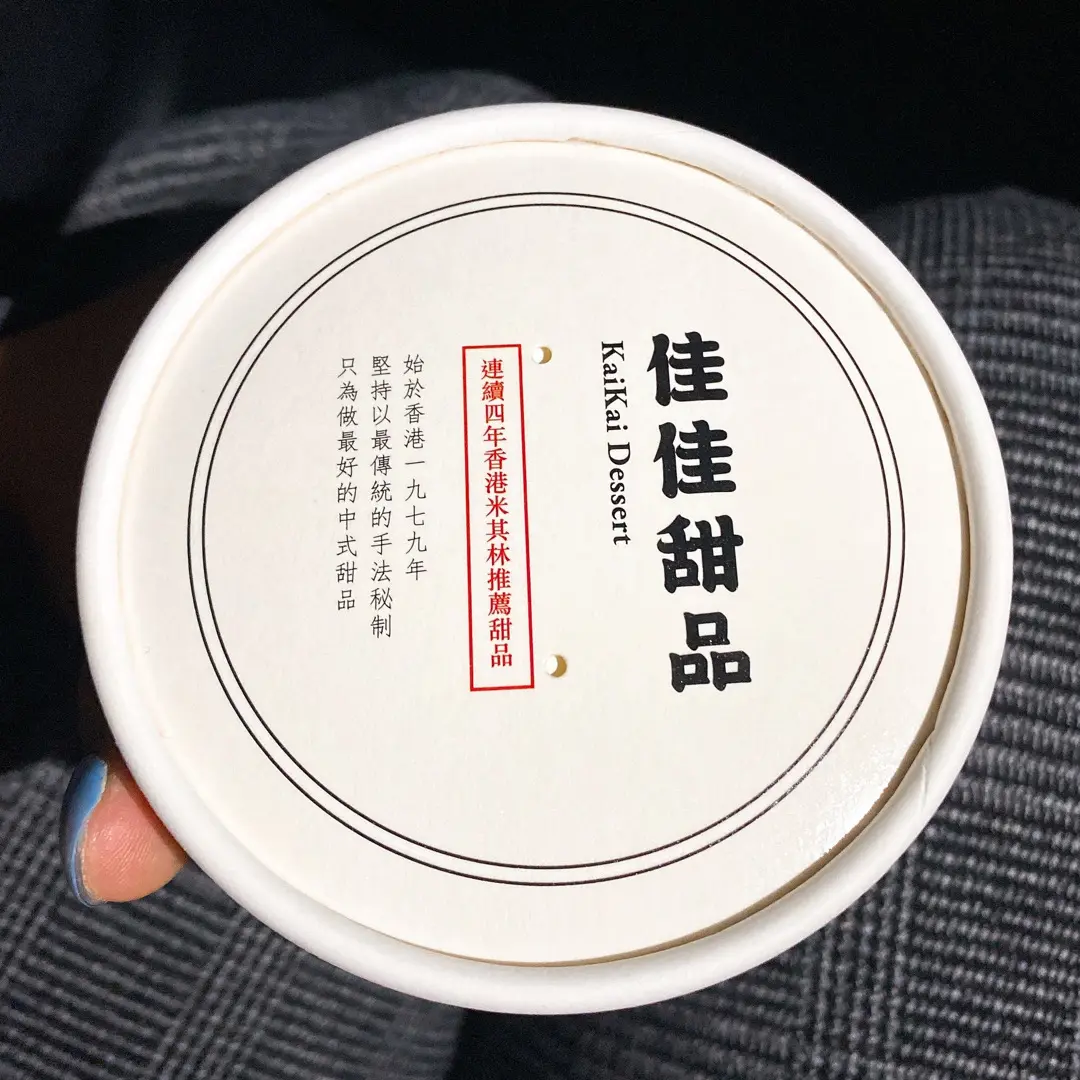 佳佳甜品
KaiKai Dessert
連續四年香港米其林推薦甜品
始於香港一九七九年
堅持以最傳統的手法秘制
只為做最好的中式甜品